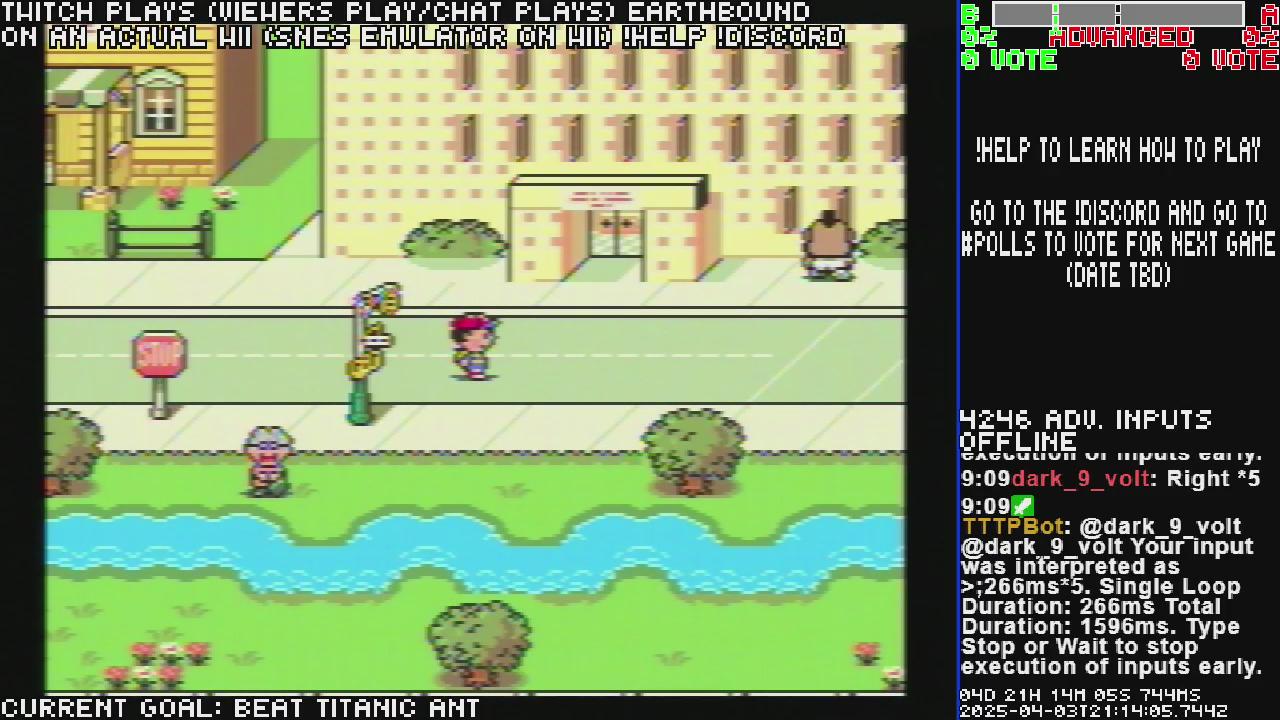 TWITCH PLAYS (VIEWERS PLAY/CHAT PLAYS) EARTHBOUND
ON AN ACTUAL WII (SNES EMULATOR ON WII) !HELP !DISCORD
B: A
0% ADVANCED 0%
0 VOTE 0 VOTE
!HELP TO LEARN HOW TO PLAY
GO TO THE !DISCORD AND GO TO
#POLLS TO VOTE FOR NEXT GAME
(DATE TBD)
STOP
4246 ADV. INPUTS
OFFLINE
execution of inputs early.
9:09dark_9_volt: Right *5
9:09
TTTPBot: @dark_9_volt
@dark_9_volt Your input
was interpreted as
>;266ms*5. Single Loop
Duration: 266ms Total
Duration: 1596ms. Type
Stop or Wait to stop
execution of inputs early.
04D 21H 14M 05S 744MS
2025-04-03T21:14:05.744Z
CURRENT GOAL: BEAT TITANIC ANT